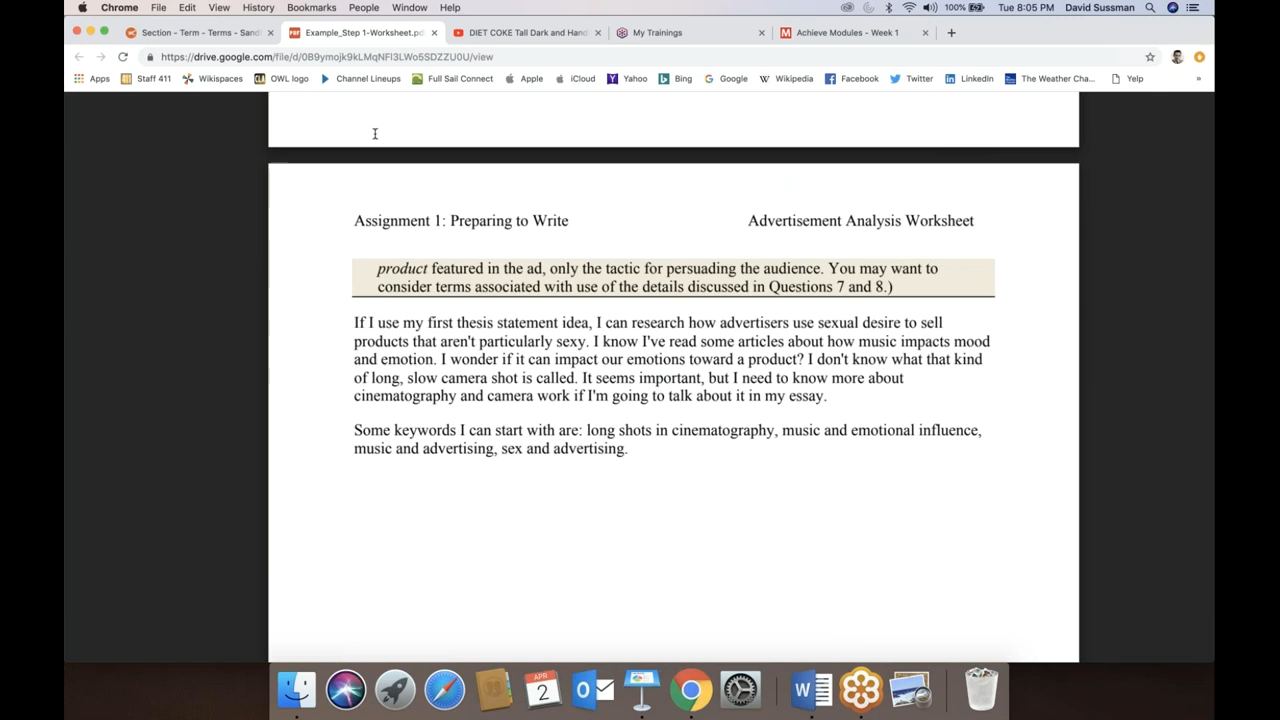 Chrome File Edit View History Bookmarks People Window Help 100% Tue 8:05 PM David Sussman
Section - Term - Terms - Sand Example_Step 1-Worksheet.pd DIET COKE Tall Dark and Hand My Trainings Achieve Modules - Week 1
https://drive.google.com/file/d/0B9ymojk9kLMqNFl3LWo5SDZZU0U/view
Apps Staff 411 Wikispaces OWL logo Channel Lineups Full Sail Connect Apple iCloud Yahoo Bing Google Wikipedia Facebook Twitter LinkedIn The Weather Cha... Yelp »
Assignment 1: Preparing to Write Advertisement Analysis Worksheet
product featured in the ad, only the tactic for persuading the audience. You may want to
consider terms associated with use of the details discussed in Questions 7 and 8.)
If I use my first thesis statement idea, I can research how advertisers use sexual desire to sell
products that aren't particularly sexy. I know I've read some articles about how music impacts mood
and emotion. I wonder if it can impact our emotions toward a product? I don't know what that kind
of long, slow camera shot is called. It seems important, but I need to know more about
cinematography and camera work if I'm going to talk about it in my essay.
Some keywords I can start with are: long shots in cinematography, music and emotional influence,
music and advertising, sex and advertising.
APR
2